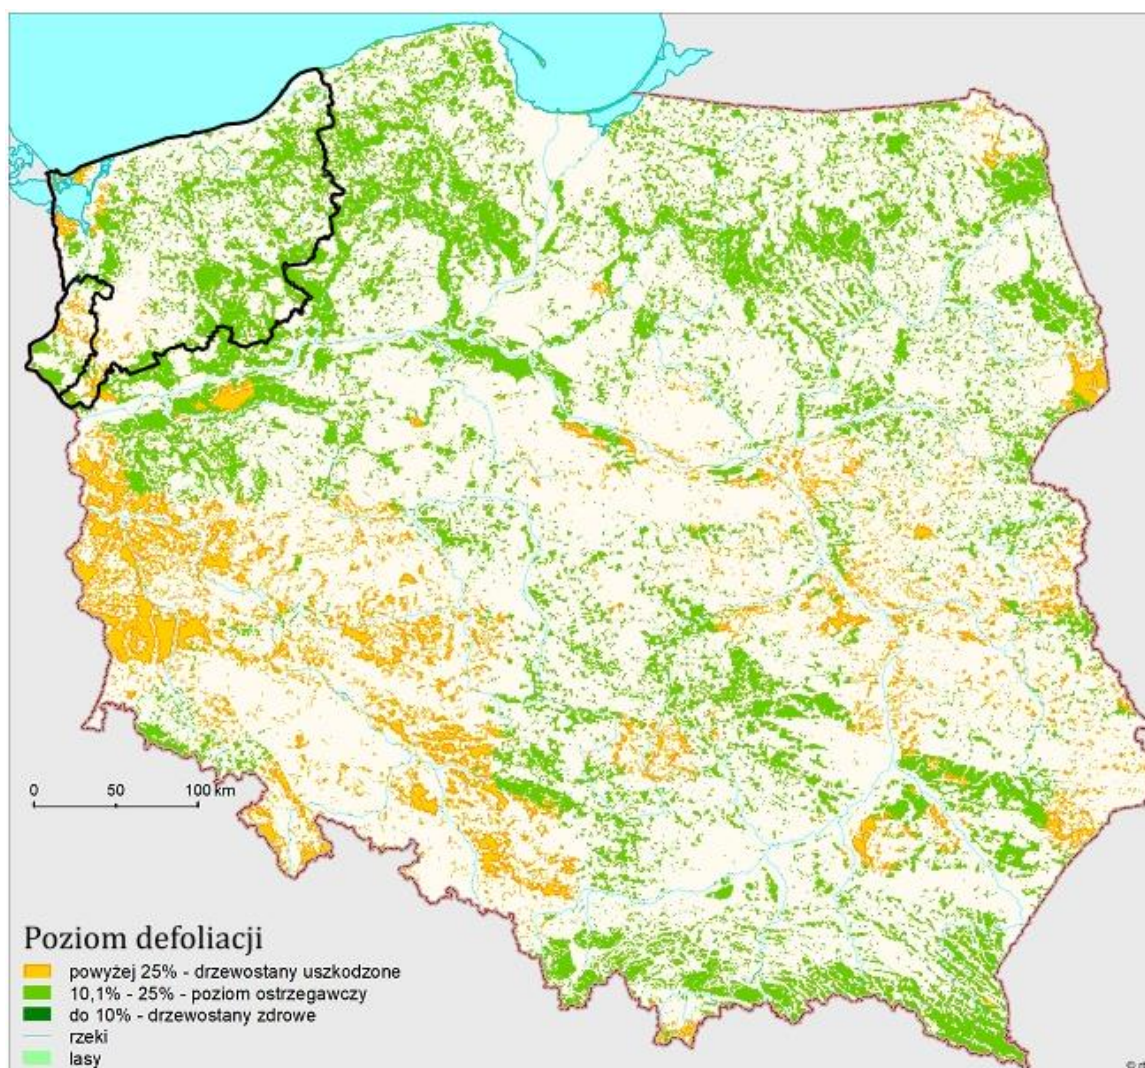 0 50 100 km
Poziom defoliacji
powyżej 25% - drzewostany uszkodzone
10,1% - 25% - poziom ostrzegawczy
do 10% - drzewostany zdrowe
rzeki
lasy